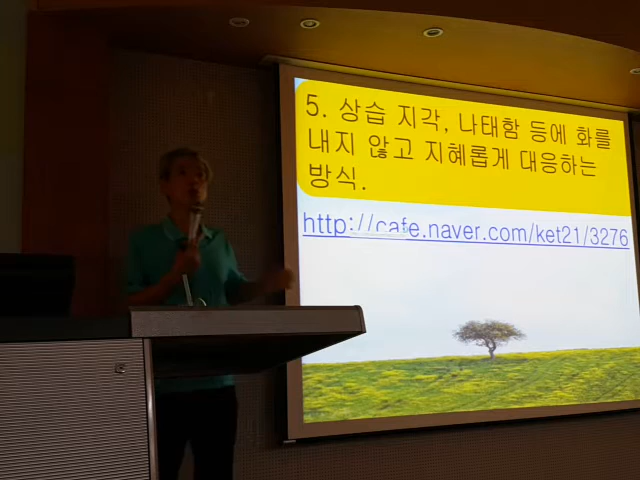 5. 상습 지각, 나태함 등에 화를
내지 않고 지혜롭게 대응하는
방식.
http://cafe.naver.com/ket21/3276